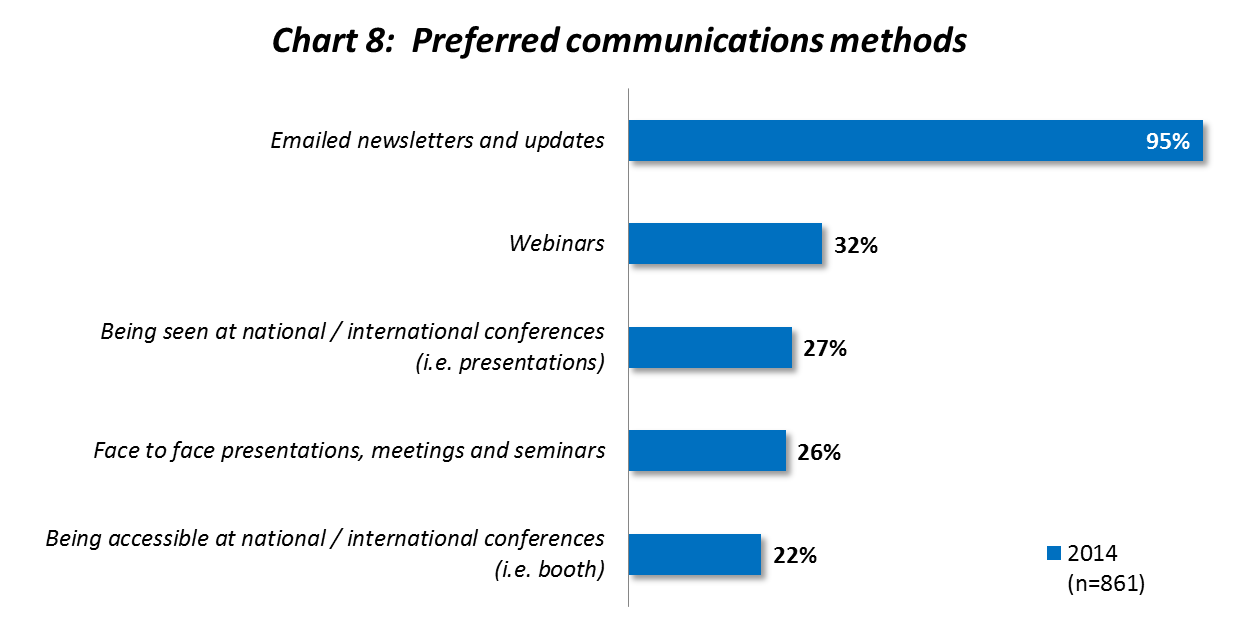 Chart 8:  Preferred communications methods
Emailed newsletters and updates
95%
Webinars
32%
Being seen at national / international conferences
(i.e. presentations)
27%
Face to face presentations, meetings and seminars
26%
Being accessible at national / international conferences
(i.e. booth)
22%
2014
(n=861)